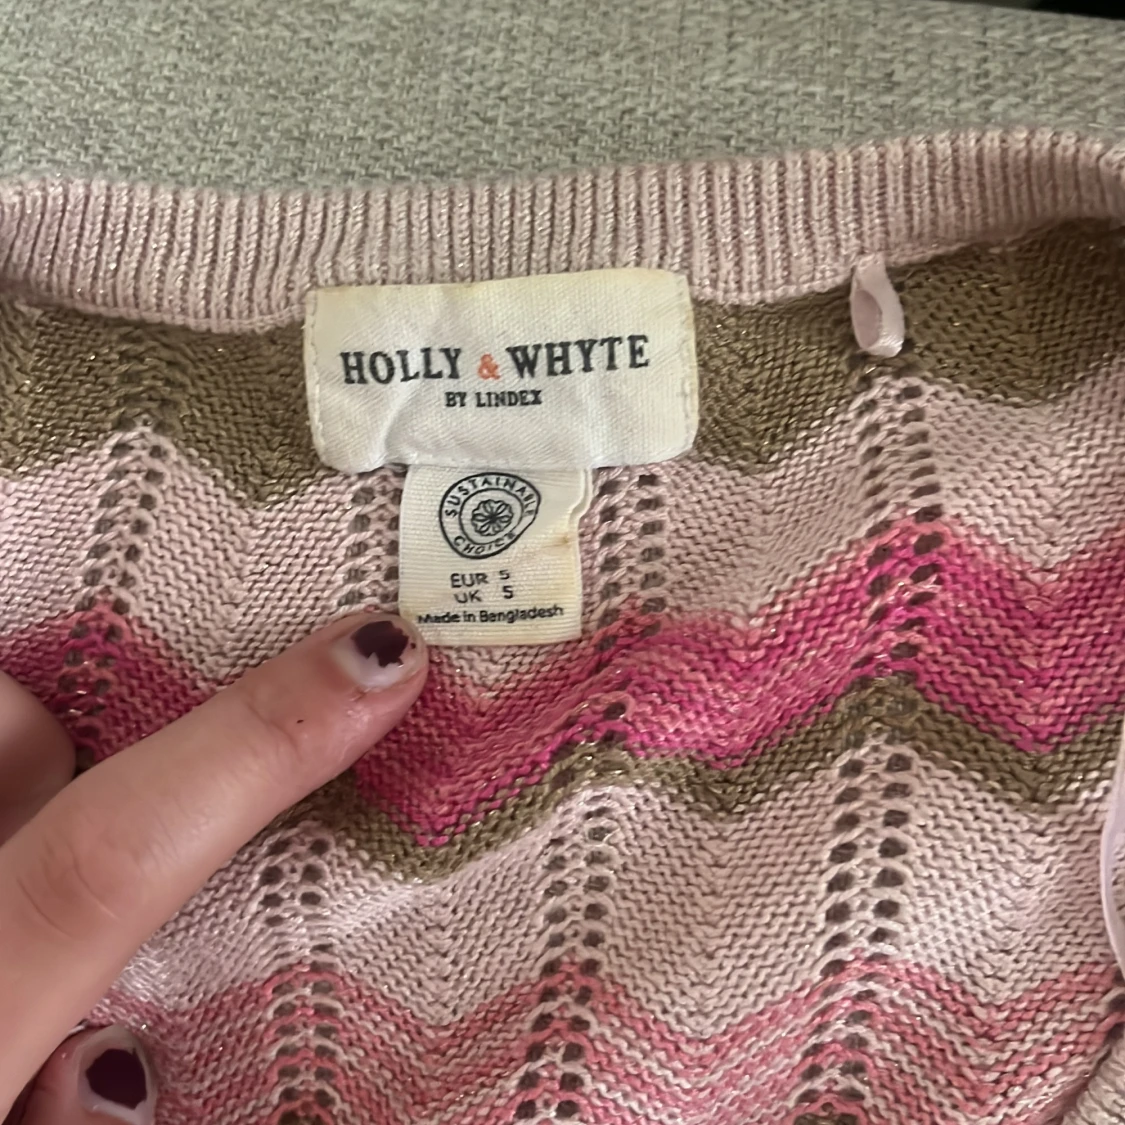 HOLLY & WHYTE
BY LINDEX
SUSTAINABLE
CHOICE
EUR S
UK S
Made in Bangladesh